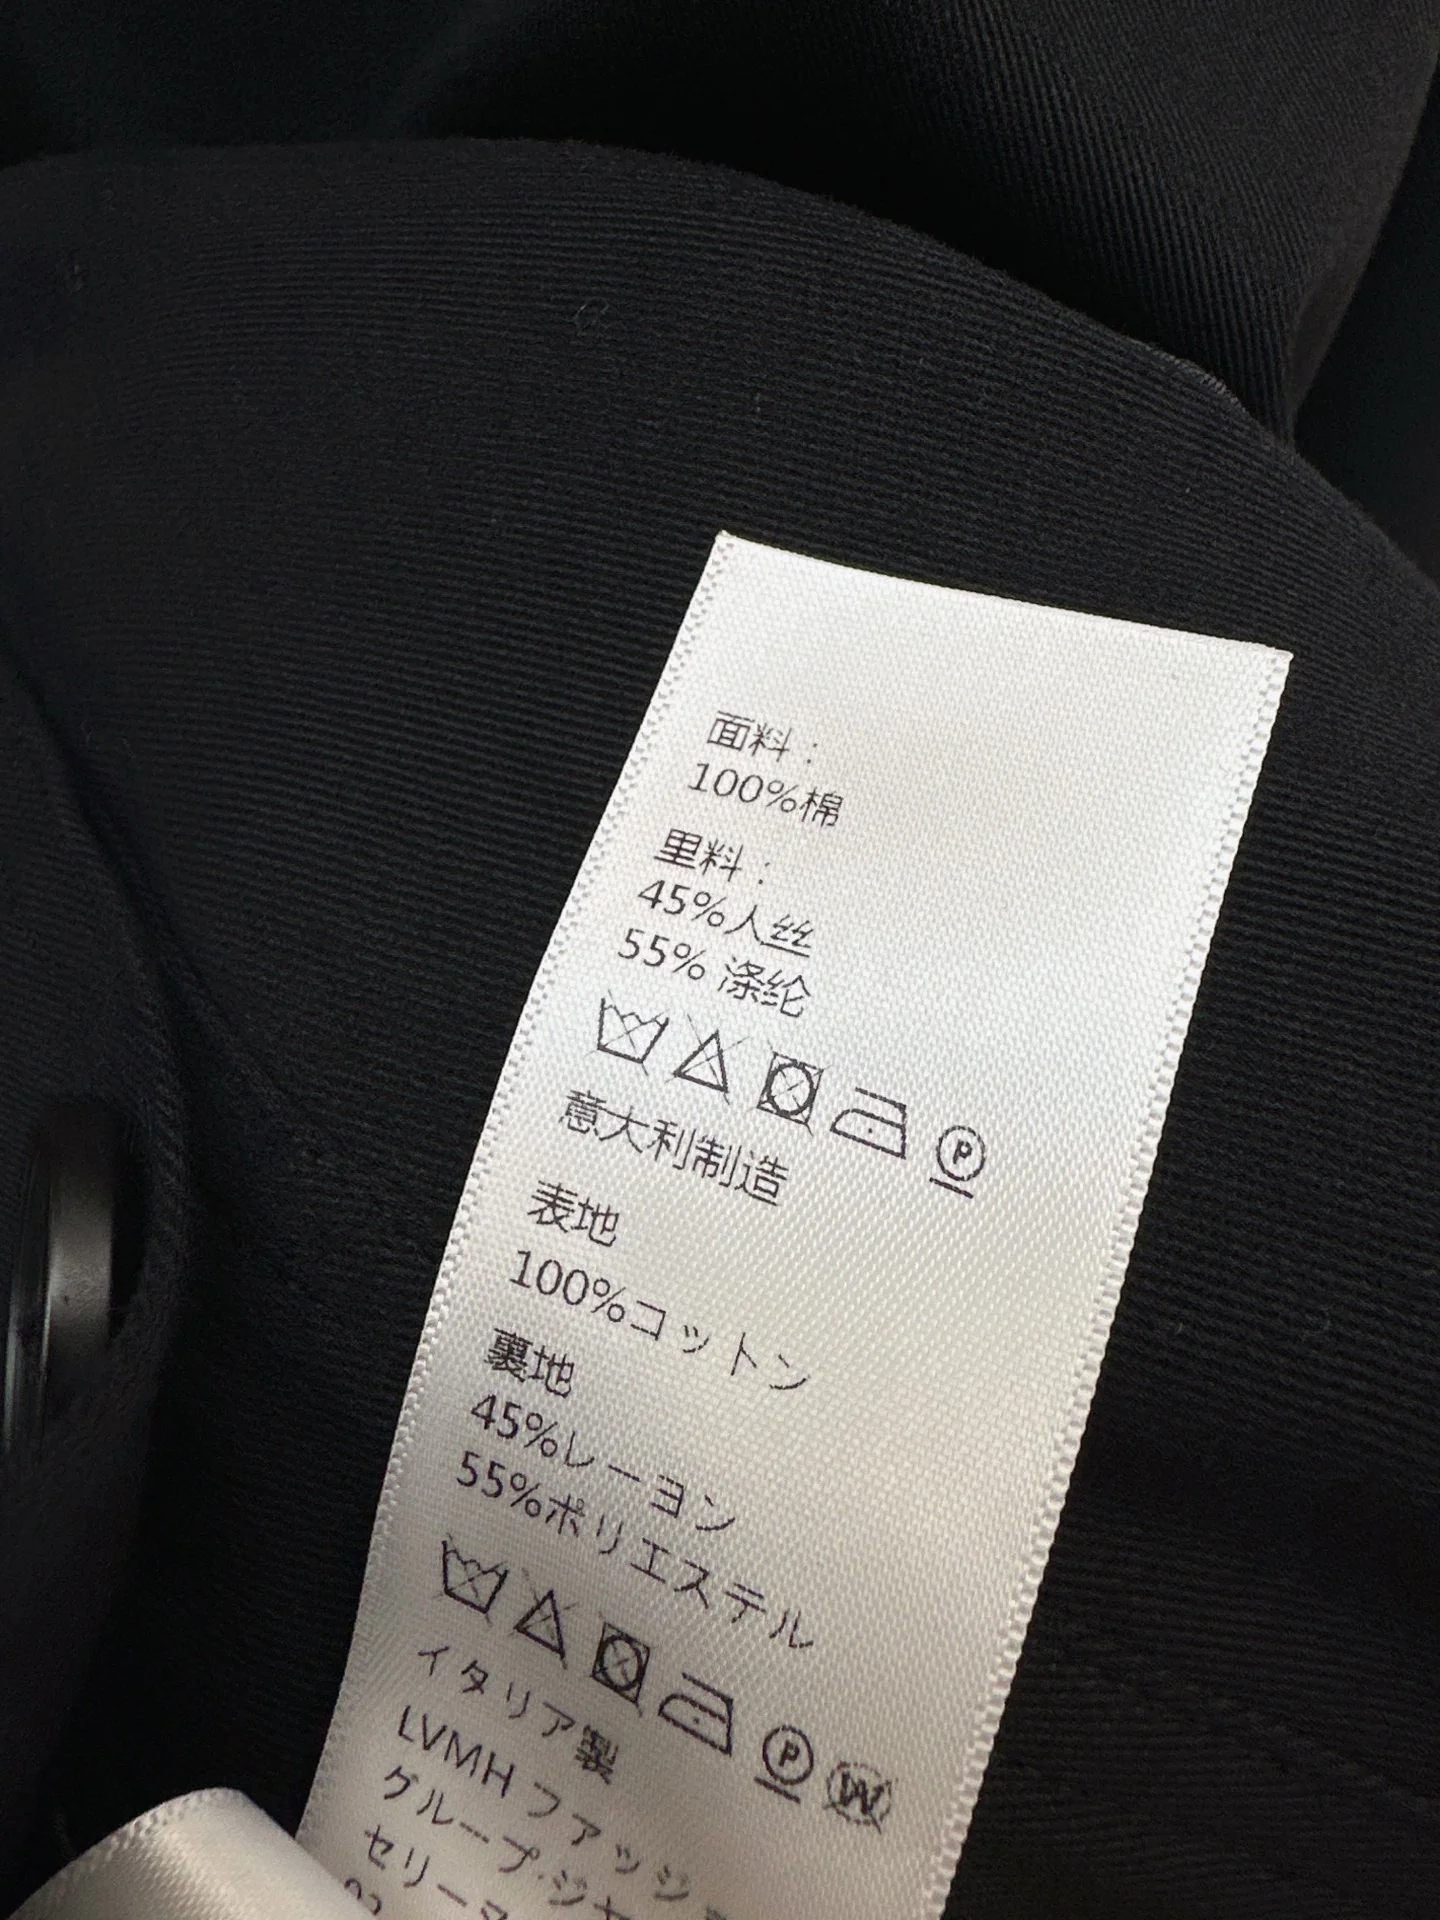 面料：
100%棉
里料：
45%人丝
55% 涤纶
P
意大利制造
表地
100%コットン
裏地
45%レーヨン
55%ポリエステル
P W
イタリア製
LVMH ファッジ
グループ・ジャ
セリーヌ